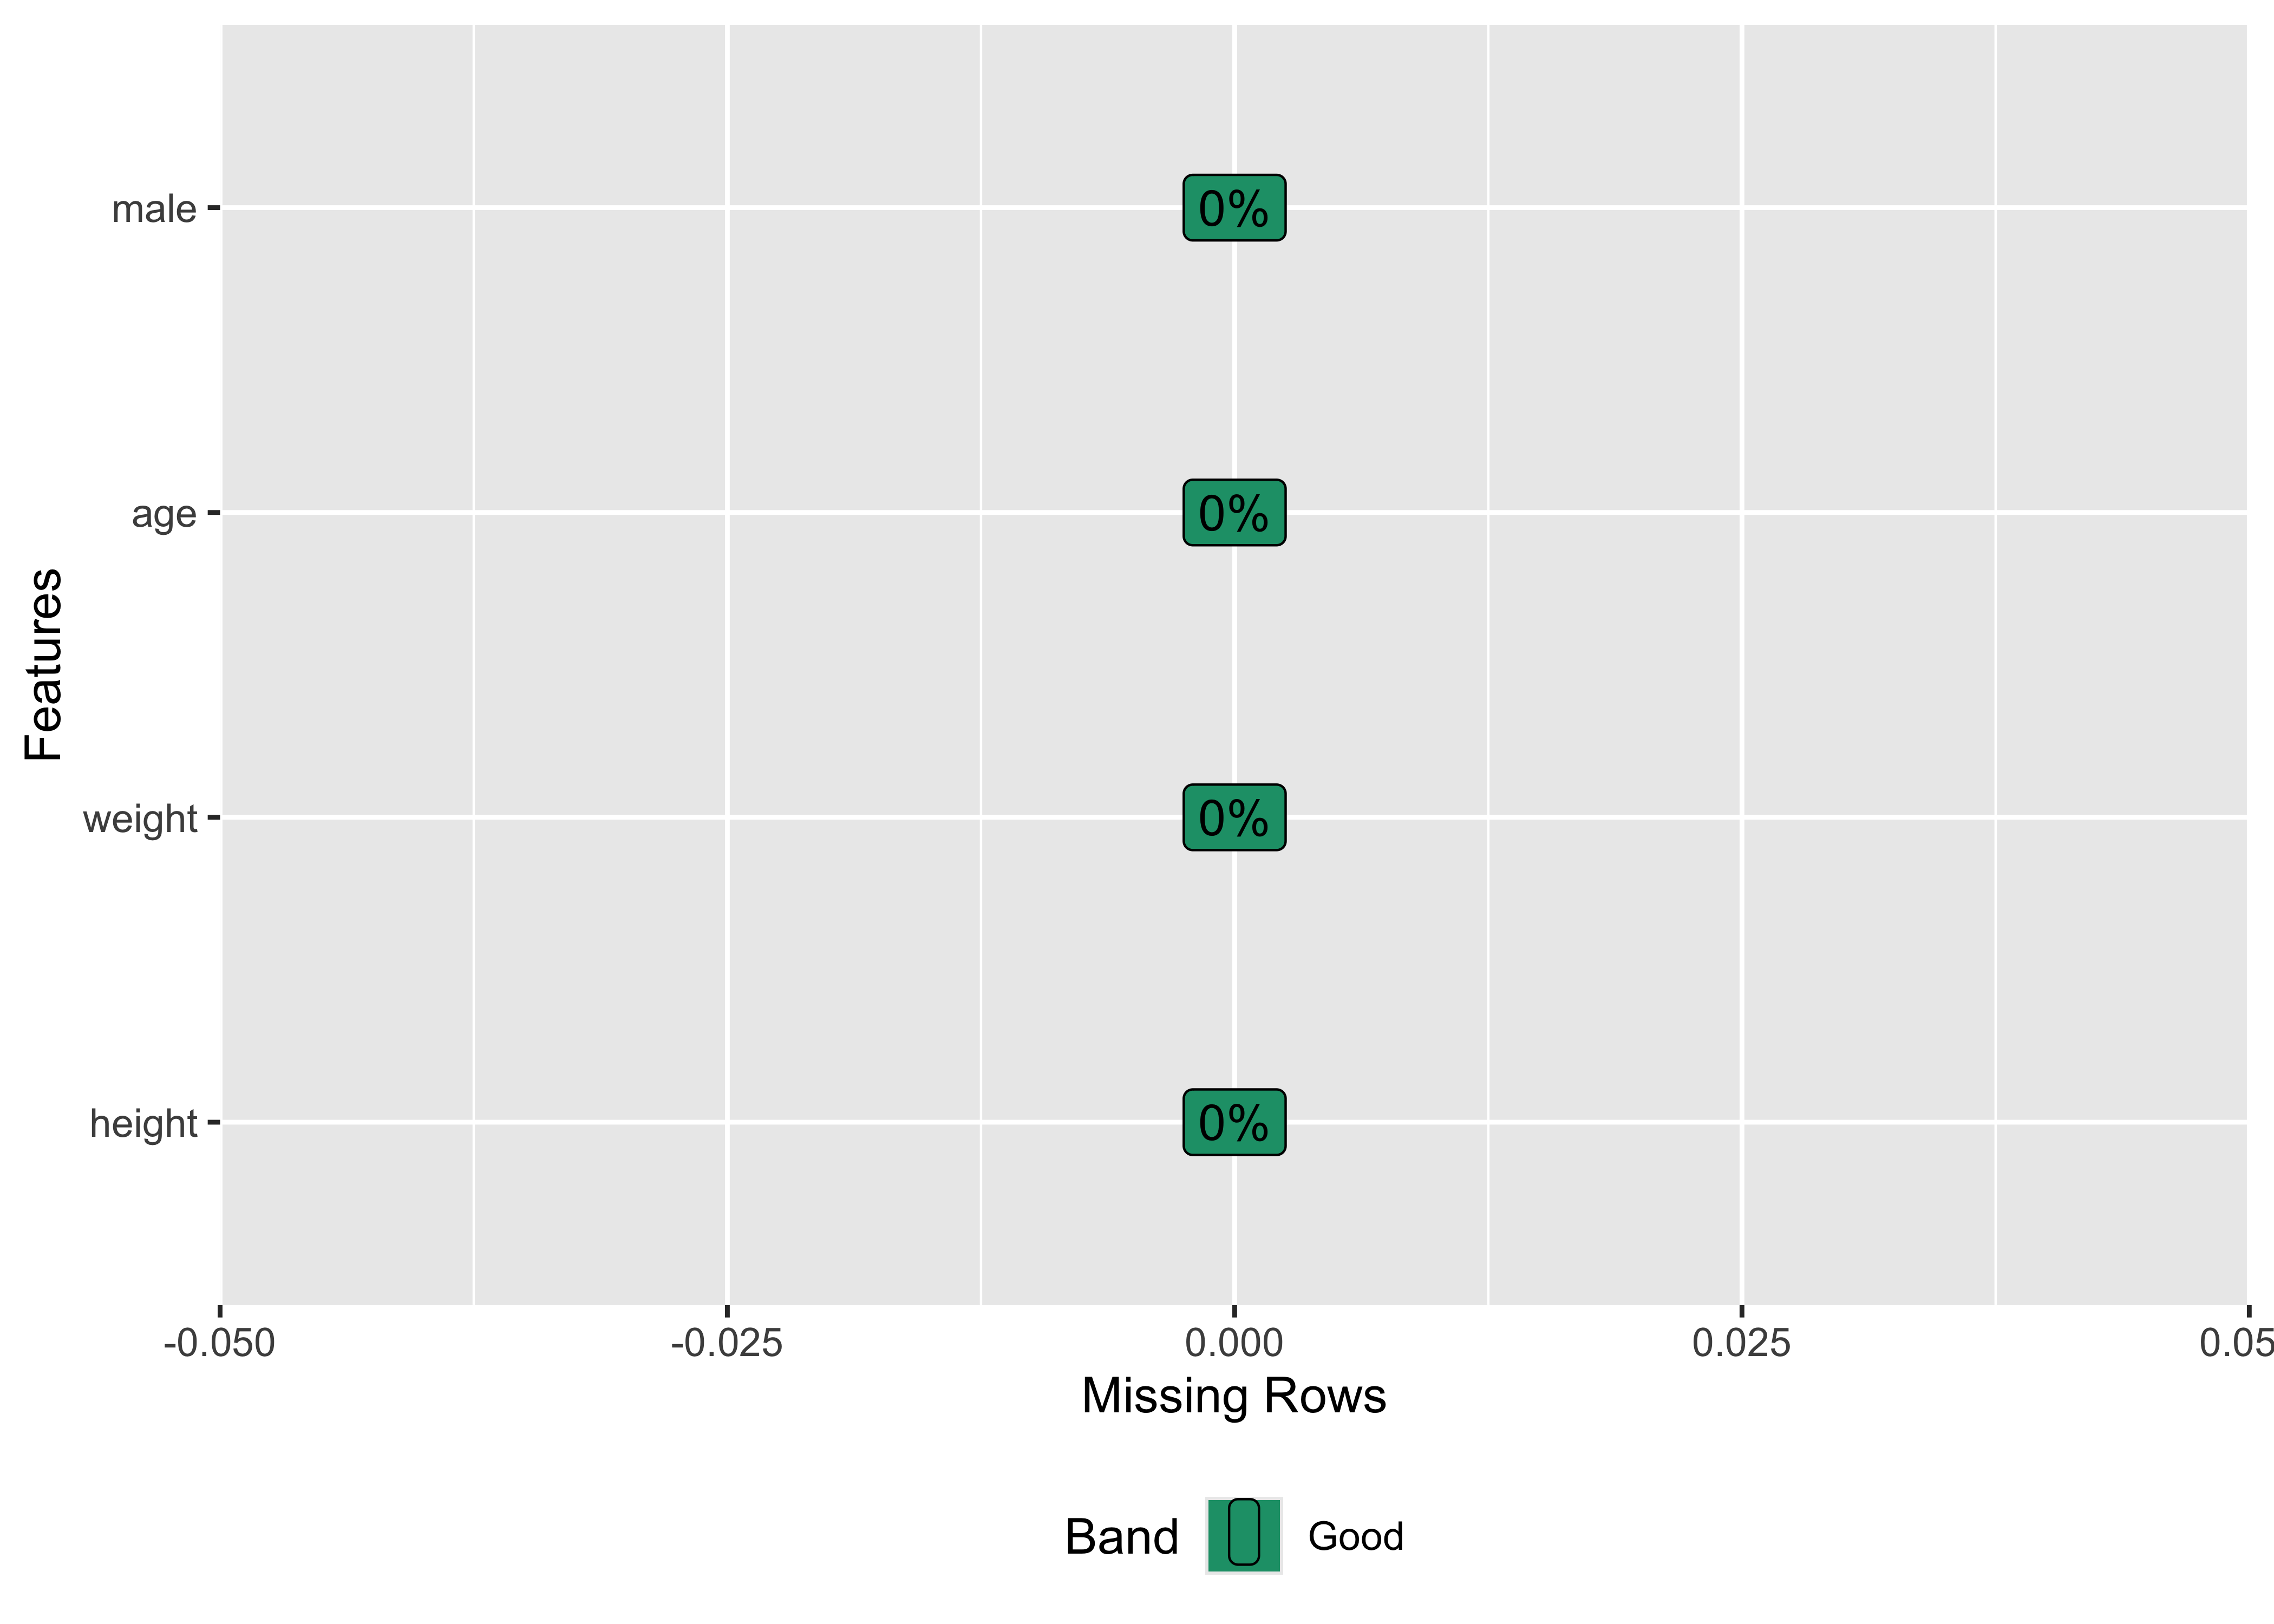 male
0%
age
0%
Features
weight
0%
height
0%
-0.050
-0.025
0.000
0.025
0.05
Missing Rows
Band
Good